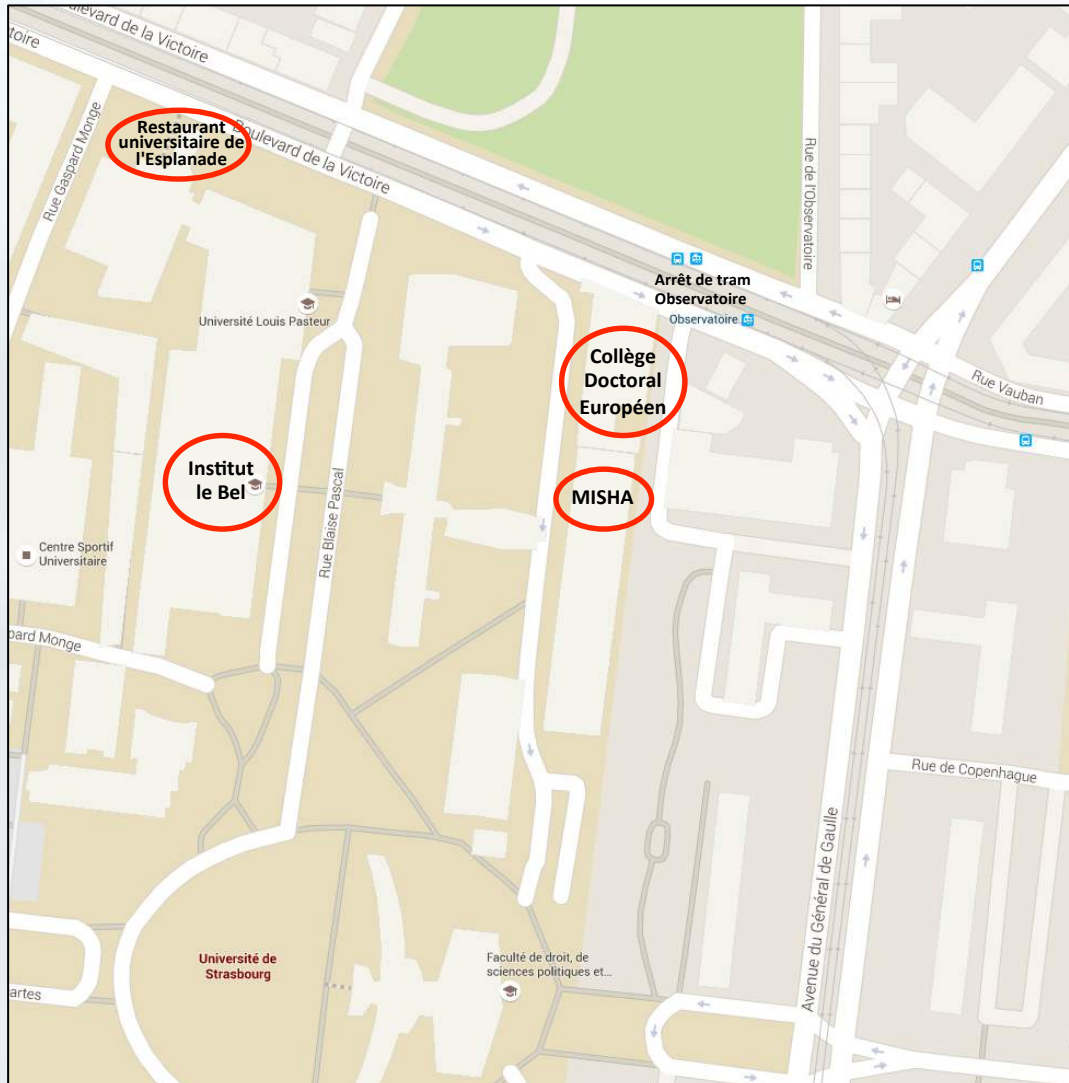 ulevard de la Victoire
toire
Rue Gaspard Monge
Restaurant
universitaire de
l'Esplanade
Boulevard de la Victoire
Rue de l'Observatoire
Arrêt de tram
Observatoire
Observatoire
Université Louis Pasteur
Collège
Doctoral
Européen
Rue Vauban
Institut
le Bel
MISHA
Rue Blaise Pascal
Centre Sportif
Universitaire
pard Monge
Rue de Copenhague
Avenue du Général de Gaulle
Université de
Strasbourg
Faculté de droit, de
sciences politiques et...
artes